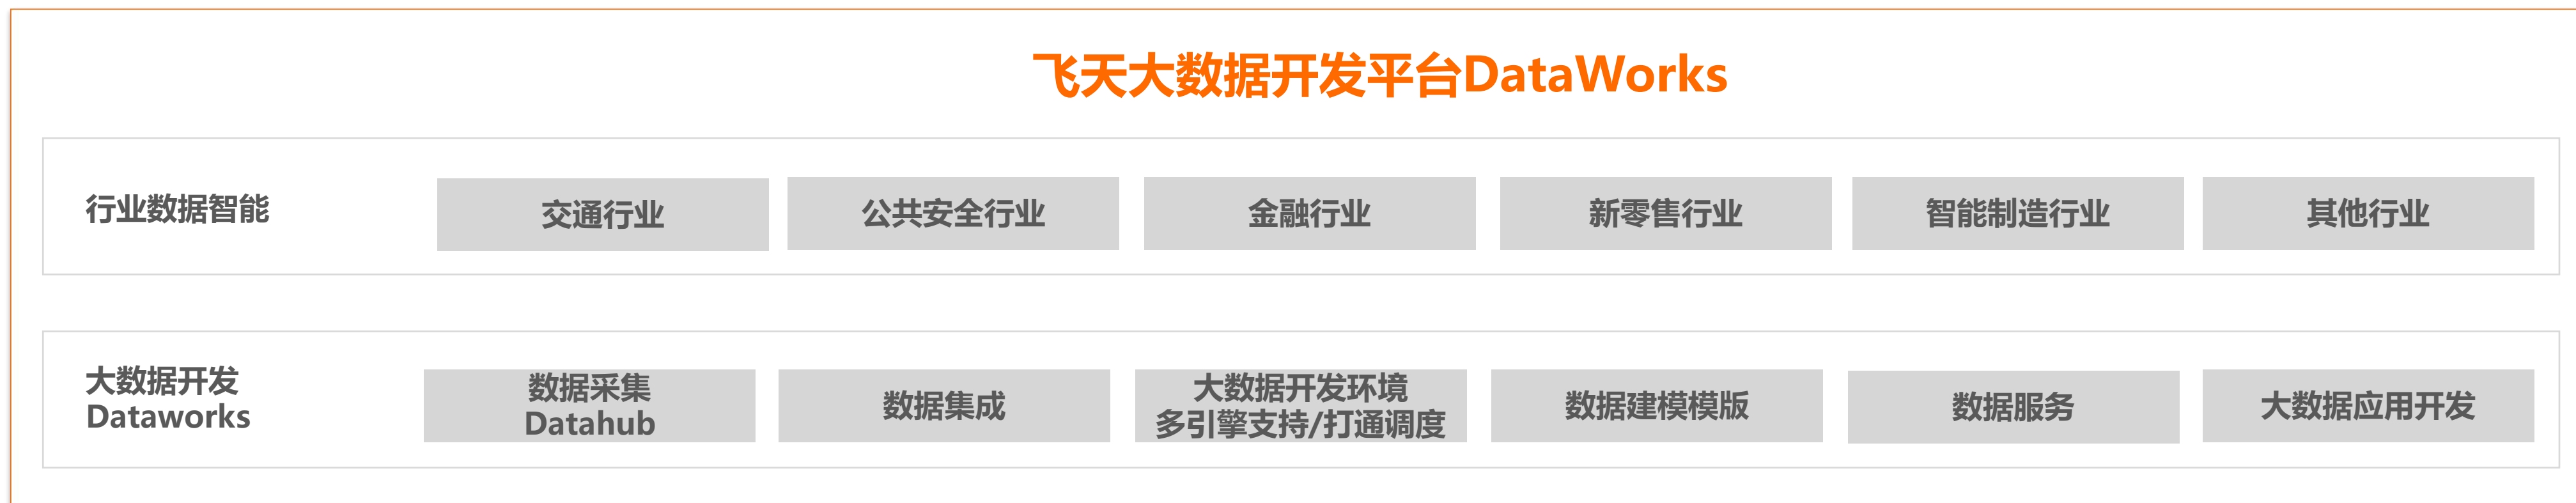 飞天大数据开发平台DataWorks
行业数据智能
交通行业
公共安全行业
金融行业
新零售行业
智能制造行业
其他行业
大数据开发
Dataworks
数据采集
Datahub
数据集成
大数据开发环境
多引擎支持/打通调度
数据建模模版
数据服务
大数据应用开发